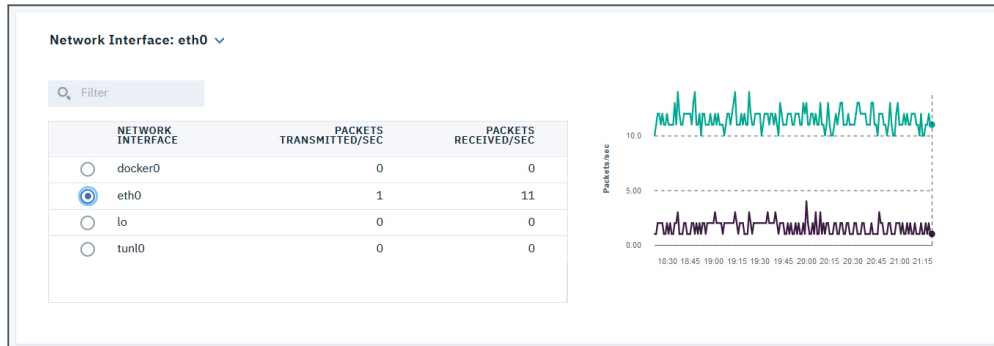 Network Interface: eth0
Filter
NETWORK INTERFACE PACKETS TRANSMITTED/SEC PACKETS RECEIVED/SEC
docker0 0 0
eth0 1 11
lo 0 0
tunl0 0 0
Packets/sec
10.0
5.00
0.00
18:30 18:45 19:00 19:15 19:30 19:45 20:00 20:15 20:30 20:45 21:00 21:15